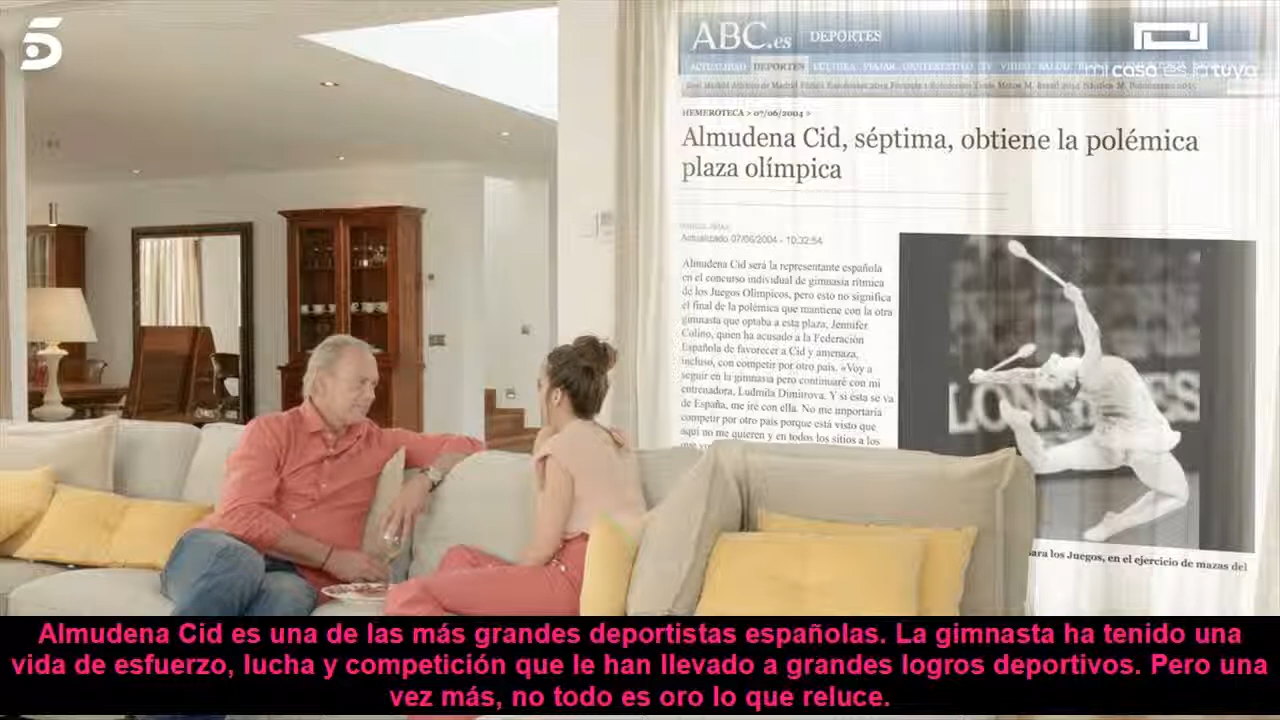 5
ABC.es DEPORTES
mi casa es la tuya
ACTUALIDAD DEPORTES CULTURA VIAJAR TV
HEMEROTECA > 07/06/2004 >
Almudena Cid, séptima, obtiene la polémica
plaza olímpica
Actualizado 07/06/2004 - 10:32:54
Almudena Cid será la representante española
en el concurso individual de gimnasia rítmica
de los Juegos Olímpicos, pero esto no significa
el final de la polémica que mantiene con la otra
gimnasta que optaba a esta plaza, Jennifer
Colino, quien ha acusado a la Federación
Española de favorecer a Cid y amenaza,
incluso, con competir por otro país. «Voy a
seguir en la gimnasia pero continuaré con mi
entrenadora, Ludmila Dimitrova. Y si ésta se va
de España, me iré con ella. No me importaría
competir por otro país porque está visto que
aquí no me quieren y en todos los sitios a los
LONGINES
para los Juegos, en el ejercicio de mazas del
Almudena Cid es una de las más grandes deportistas españolas. La gimnasta ha tenido una
vida de esfuerzo, lucha y competición que le han llevado a grandes logros deportivos. Pero una
vez más, no todo es oro lo que reluce.